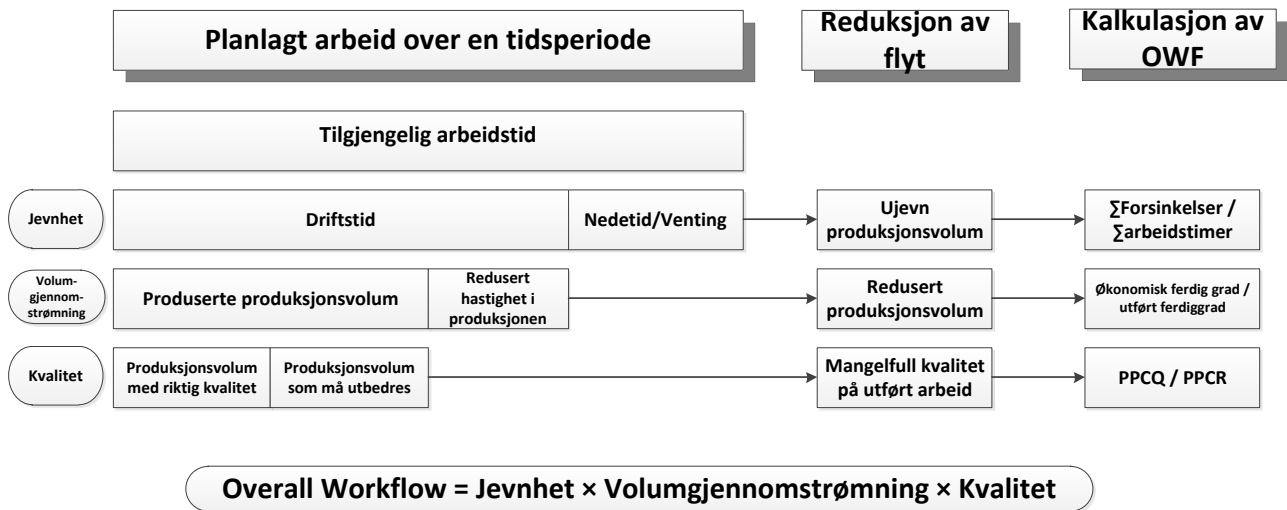 Planlagt arbeid over en tidsperiode
Reduksjon av
flyt
Kalkulasjon av
OWF
Tilgjengelig arbeidstid
Jevnhet
Driftstid
Nedetid/Venting
Ujevn
produksjonsvolum
∑Forsinkelser /
∑arbeidstimer
Volum-
gjennom-
strømning
Produserte produksjonsvolum
Redusert
hastighet i
produksjonen
Redusert
produksjonsvolum
Økonomisk ferdig grad /
utført ferdiggrad
Kvalitet
Produksjonsvolum
med riktig kvalitet
Produksjonsvolum
som må utbedres
Mangelfull kvalitet
på utført arbeid
PPCQ / PPCR
Overall Workflow = Jevnhet × Volumgjennomstrømning × Kvalitet